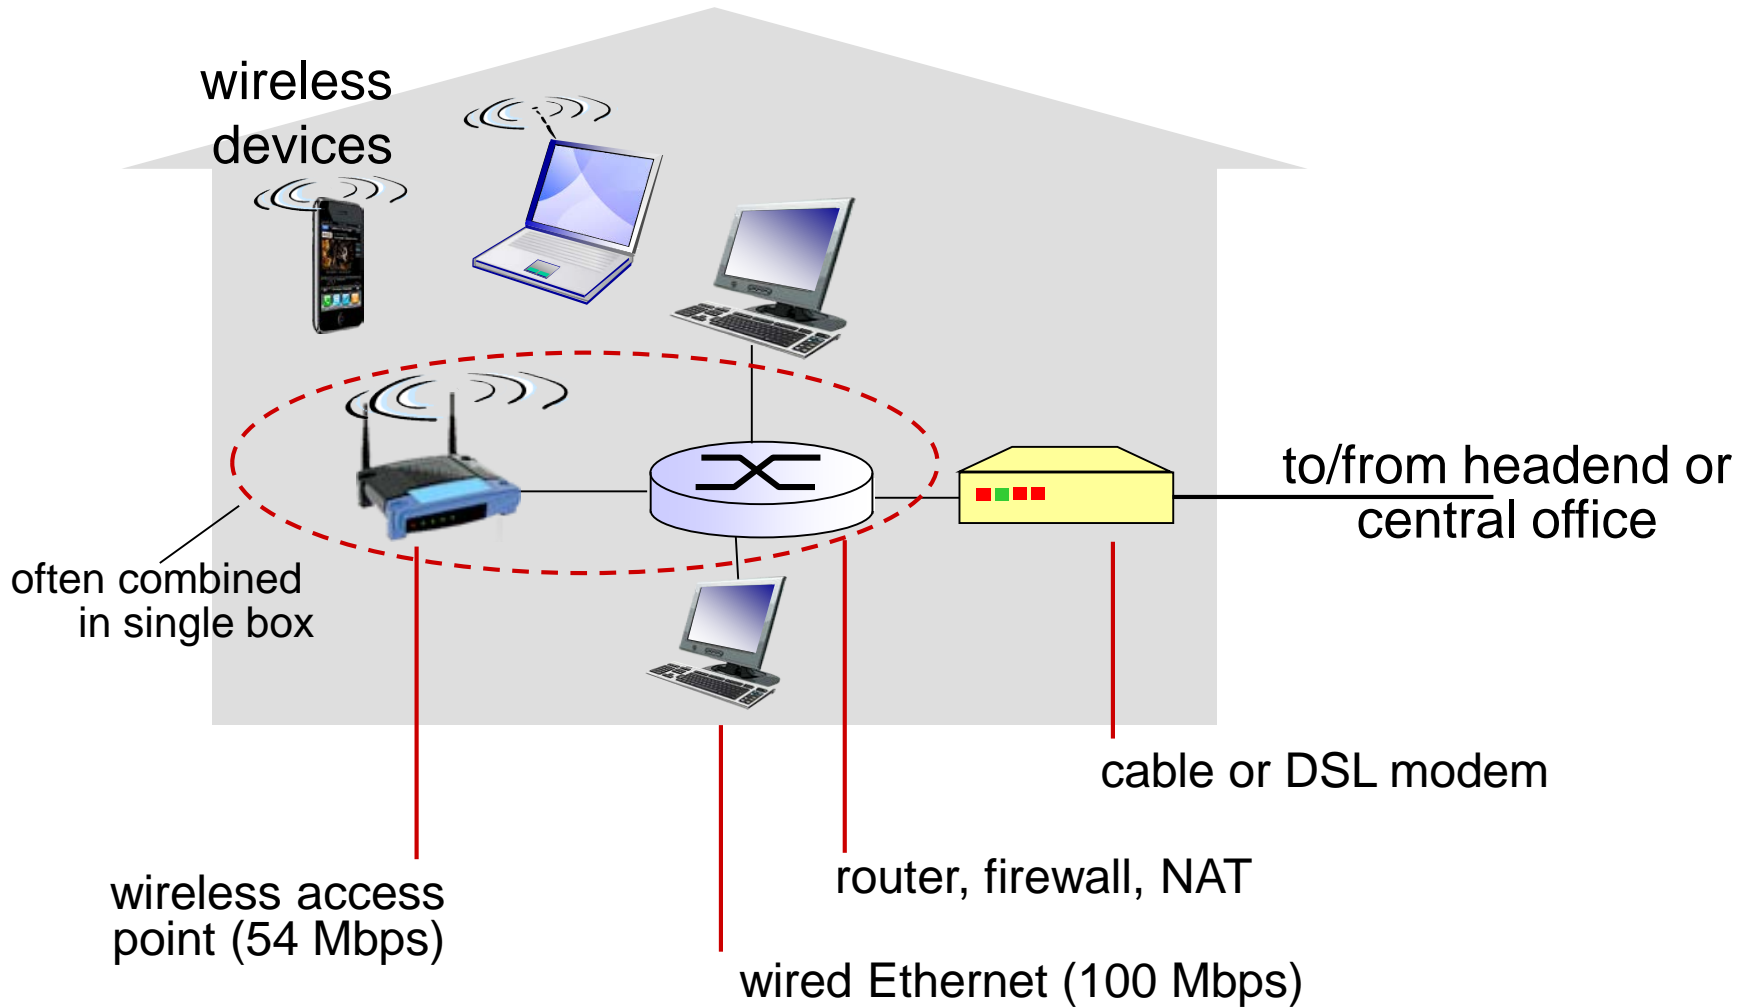 wireless
devices
to/from headend or
central office
often combined
in single box
cable or DSL modem
router, firewall, NAT
wireless access
point (54 Mbps)
wired Ethernet (100 Mbps)